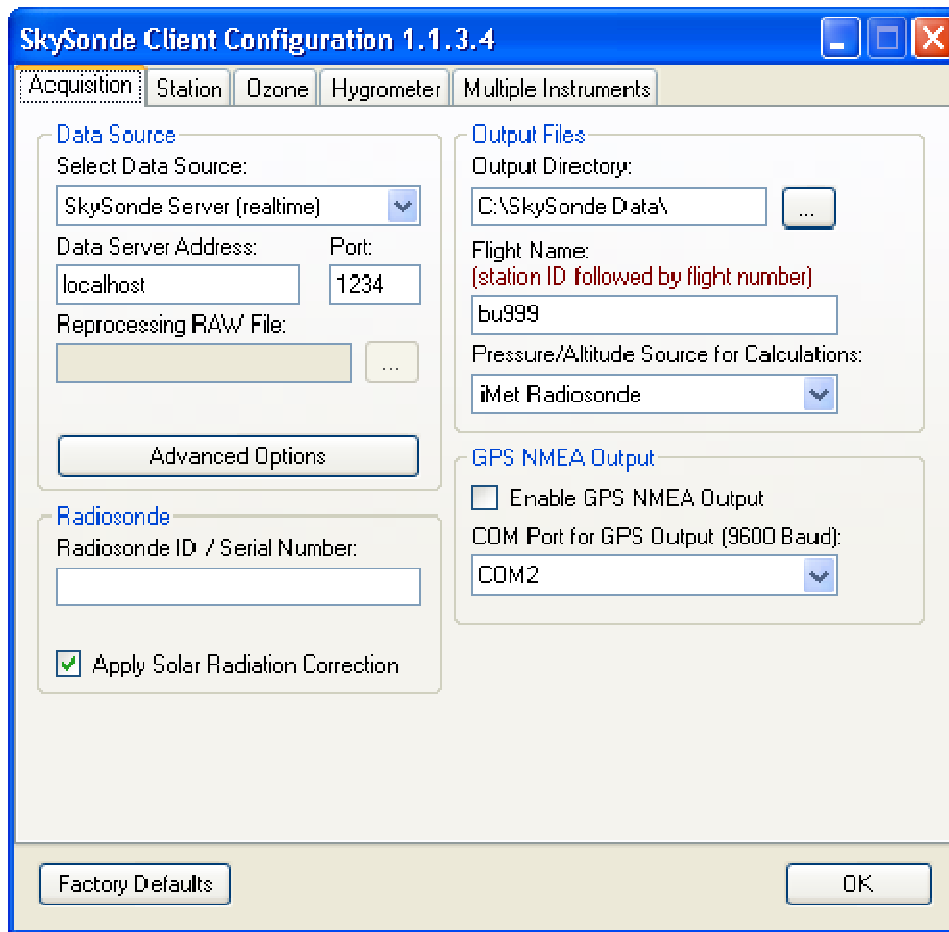 SkySonde Client Configuration 1.1.3.4
Acquisition Station Ozone Hygrometer Multiple Instruments
Data Source
Select Data Source:
SkySonde Server (realtime)
Data Server Address: Port:
localhost 1234
Reprocessing RAW File:
...
Advanced Options
Radiosonde
Radiosonde ID / Serial Number:
Apply Solar Radiation Correction
Output Files
Output Directory:
C:\SkySonde Data\ ...
Flight Name:
(station ID followed by flight number)
bu999
Pressure/Altitude Source for Calculations:
iMet Radiosonde
GPS NMEA Output
Enable GPS NMEA Output
COM Port for GPS Output (9600 Baud):
COM2
Factory Defaults OK